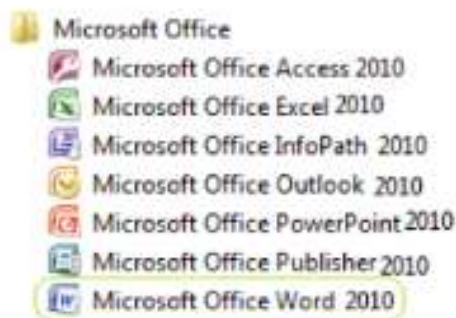 Microsoft Office
Microsoft Office Access 2010
Microsoft Office Excel 2010
Microsoft Office InfoPath 2010
Microsoft Office Outlook 2010
Microsoft Office PowerPoint 2010
Microsoft Office Publisher 2010
Microsoft Office Word 2010